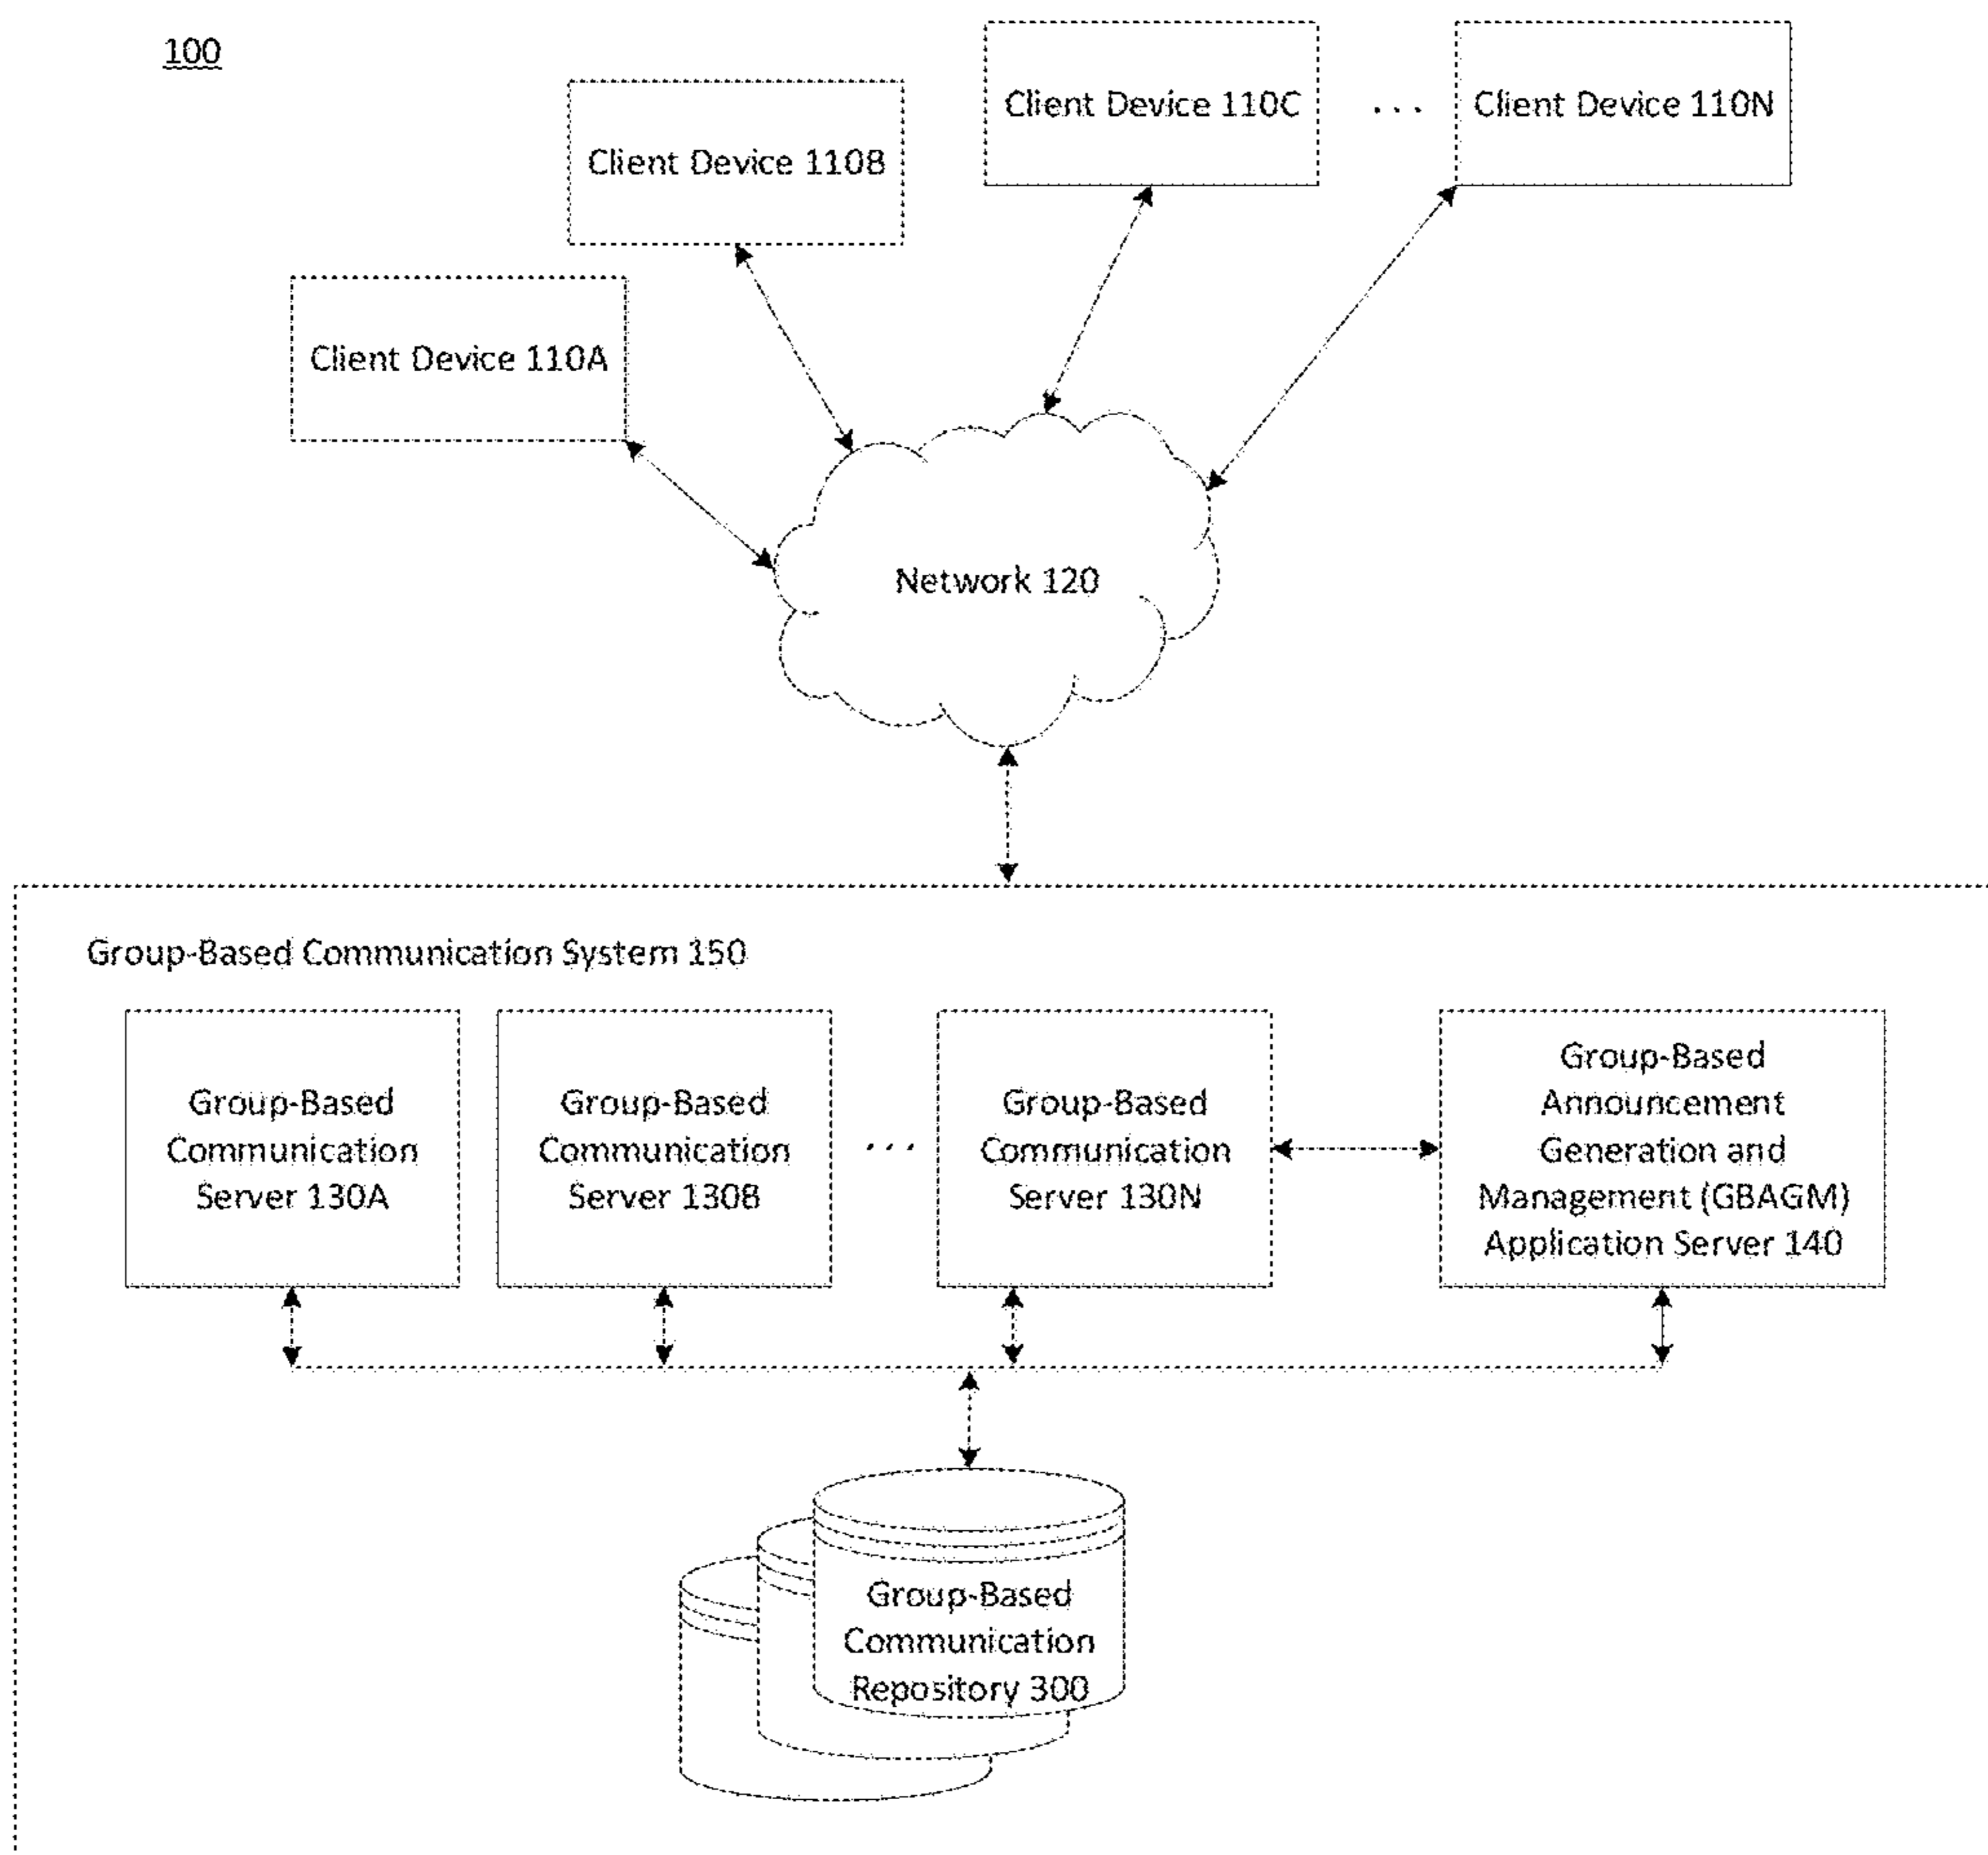 100
Client Device 110A
Client Device 110B
Client Device 110C
...
Client Device 110N
Network 120
Group-Based Communication System 150
Group-Based
Communication
Server 130A
Group-Based
Communication
Server 130B
...
Group-Based
Communication
Server 130N
Group-Based
Announcement
Generation and
Management (GBAGM)
Application Server 140
Group-Based
Communication
Repository 300